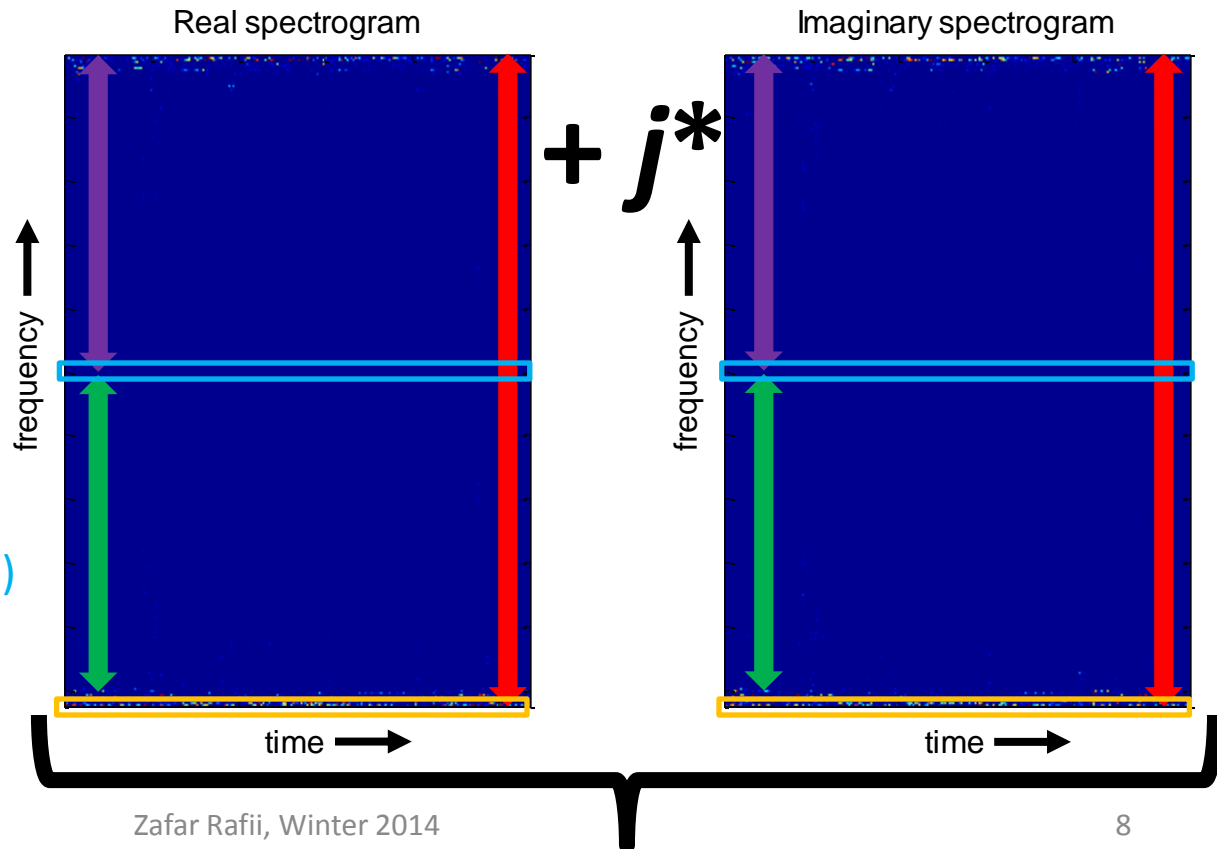 Real spectrogram
Imaginary spectrogram
+ j*
frequency
frequency
)
time
time
Zafar Rafii, Winter 2014
8